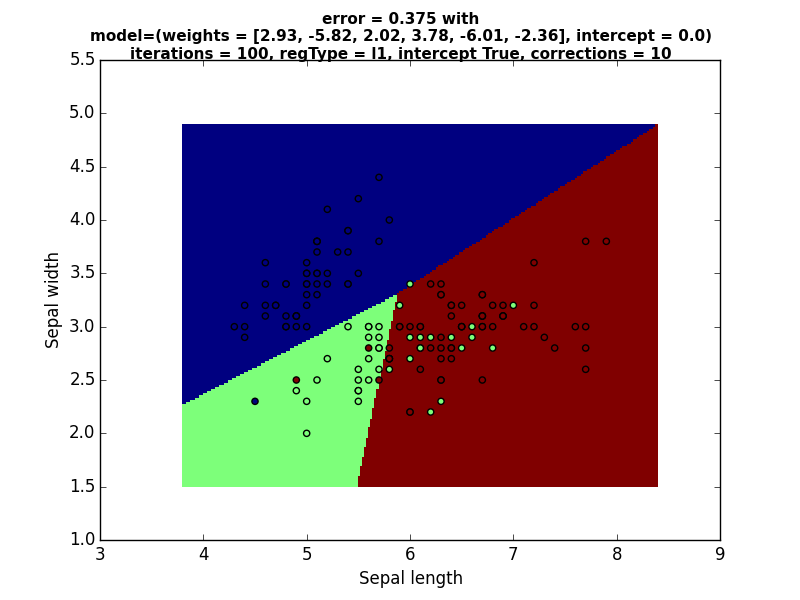 error = 0.375 with
model=(weights = [2.93, -5.82, 2.02, 3.78, -6.01, -2.36], intercept = 0.0)
iterations = 100, regType = l1, intercept True, corrections = 10
5.5
5.0
4.5
4.0
3.5
3.0
2.5
2.0
1.5
1.0
Sepal width
3 4 5 6 7 8 9
Sepal length